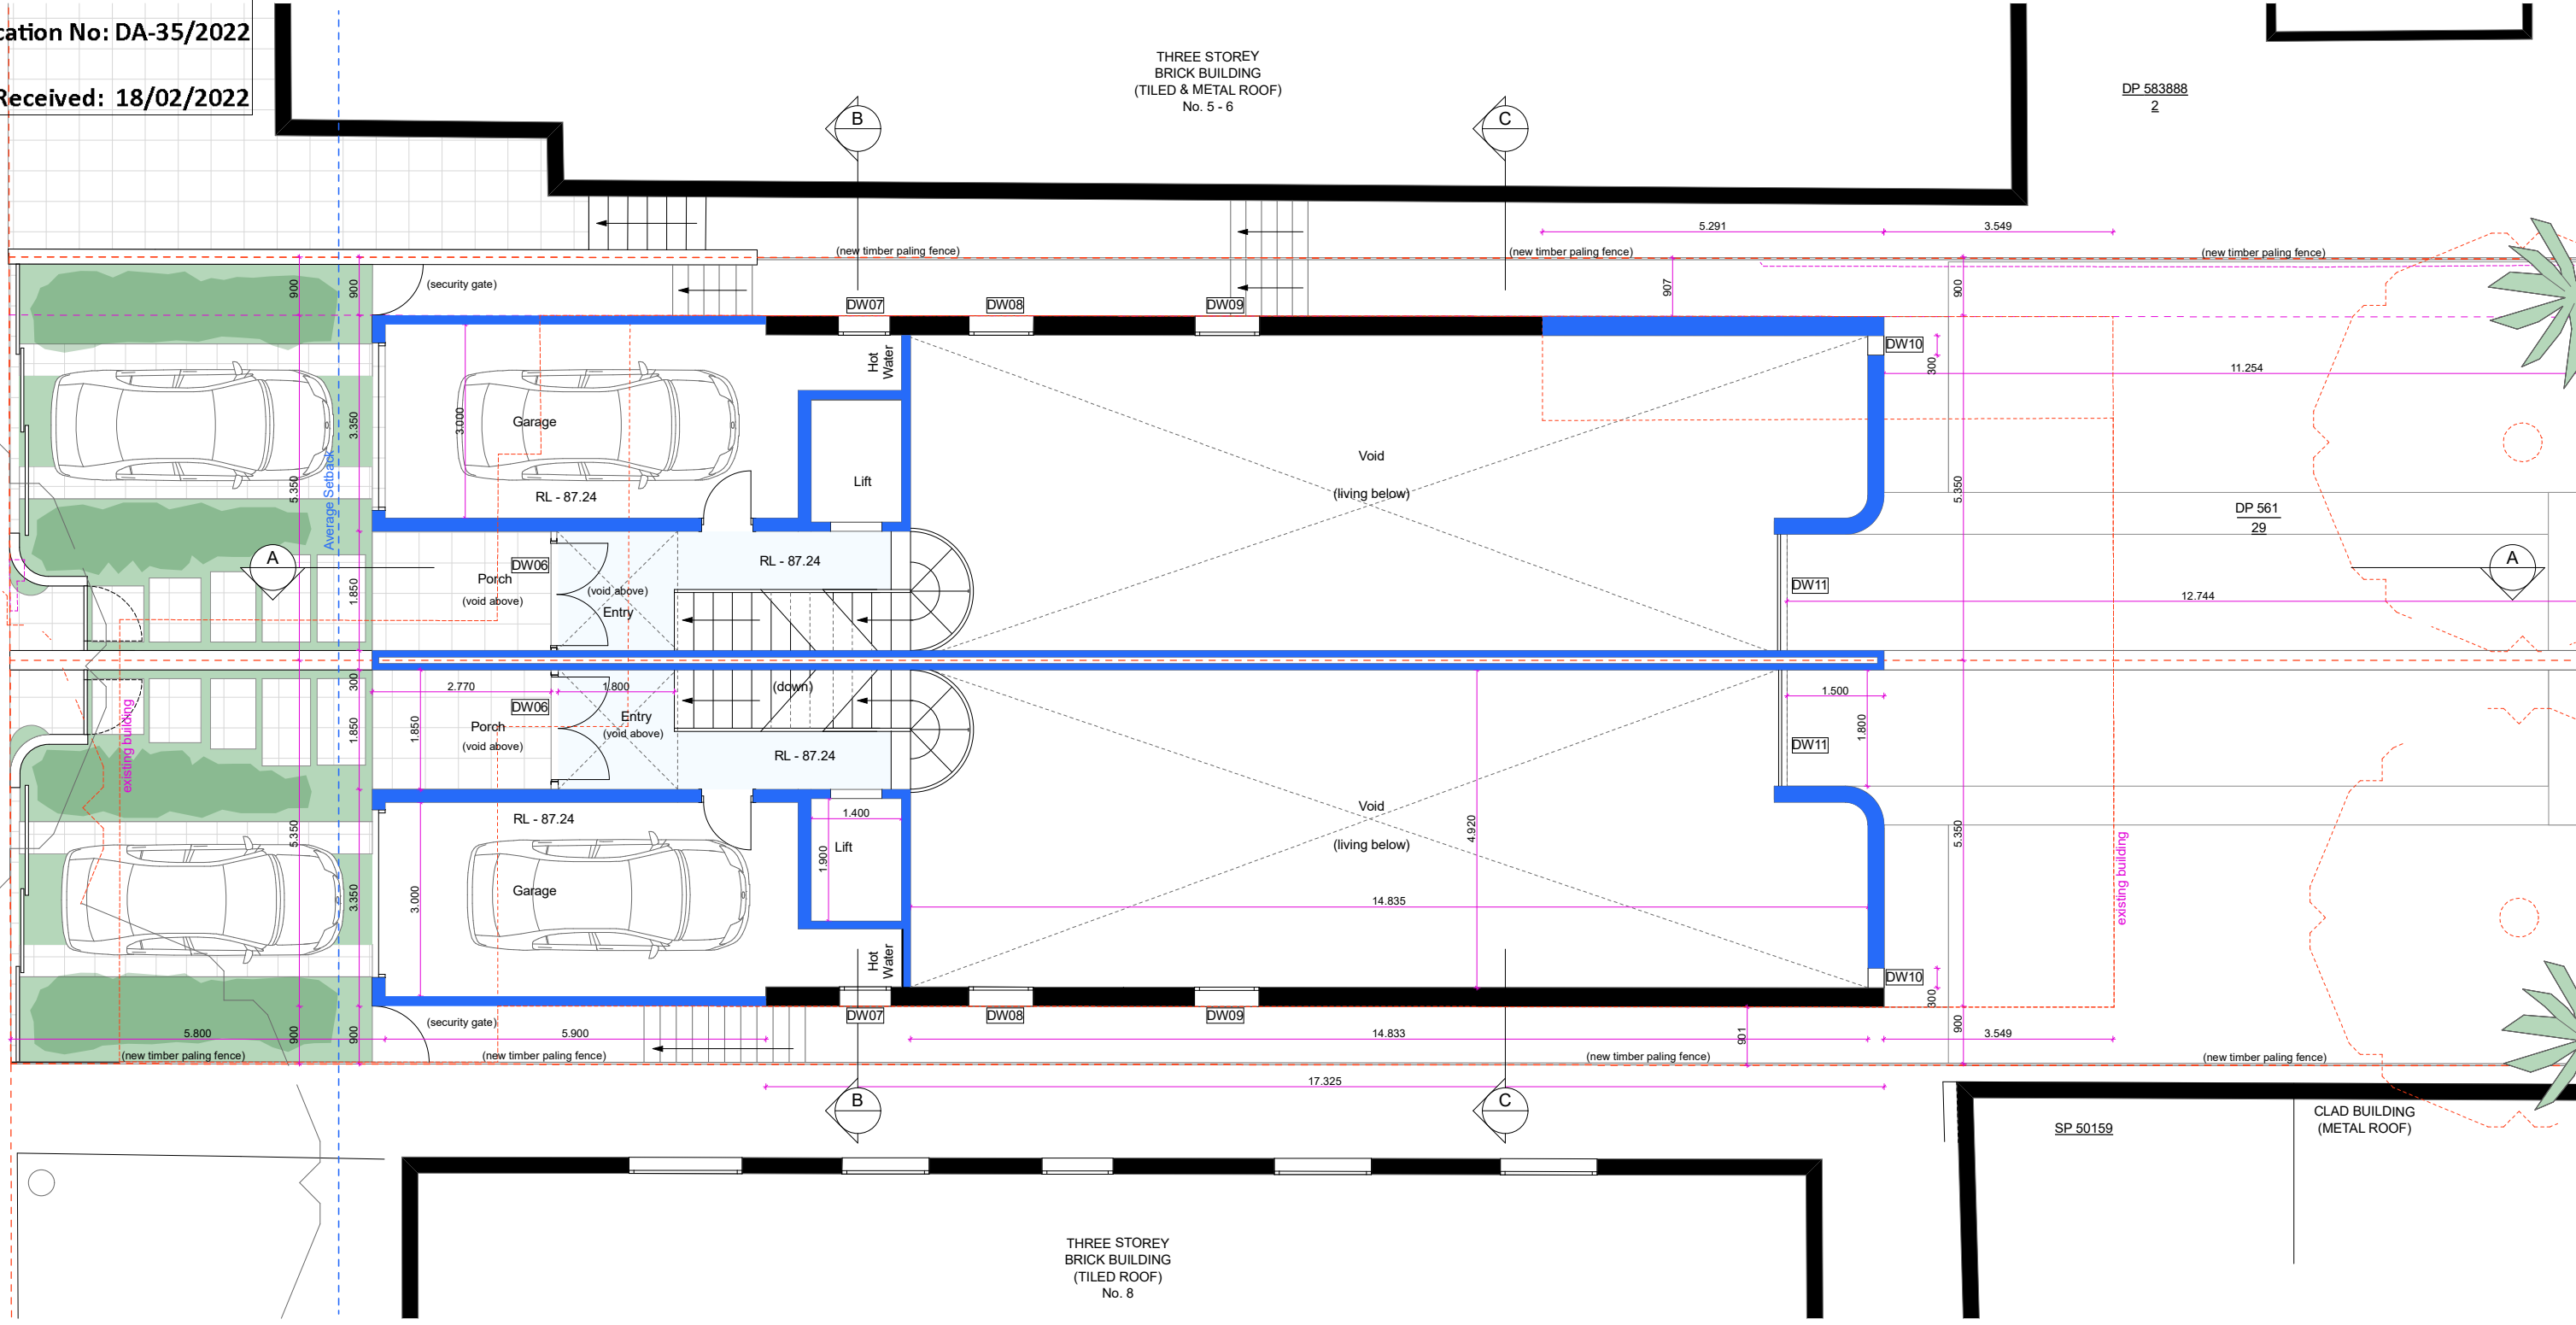 cation No: DA-35/2022
Received: 18/02/2022
THREE STOREY
BRICK BUILDING
(TILED & METAL ROOF)
No. 5 - 6
DP 583888
2
B
C
5.291
3.549
(new timber paling fence)
(new timber paling fence)
(new timber paling fence)
900
900
(security gate)
907
900
DW07
DW08
DW09
DW10
300
11.254
Hot
Water
3.000
Garage
3.350
5.350
Average Setback
RL - 87.24
Lift
Void
(living below)
5.350
DP 561
29
A
A
DW06
Porch
(void above)
(void above)
Entry
RL - 87.24
1.850
DW11
12.744
300
2.770
1.800
(down)
1.500
DW06
Porch
(void above)
Entry
(void above)
RL - 87.24
1.850
1.850
existing building
DW11
1.800
RL - 87.24
1.400
Lift
1.900
Garage
3.000
3.350
5.350
Void
(living below)
4.920
14.835
5.350
existing building
Hot
Water
DW10
300
DW07
DW08
DW09
(security gate)
5.800
900
900
5.900
14.833
901
900
3.549
(new timber paling fence)
(new timber paling fence)
(new timber paling fence)
(new timber paling fence)
17.325
B
C
CLAD BUILDING
(METAL ROOF)
SP 50159
THREE STOREY
BRICK BUILDING
(TILED ROOF)
No. 8